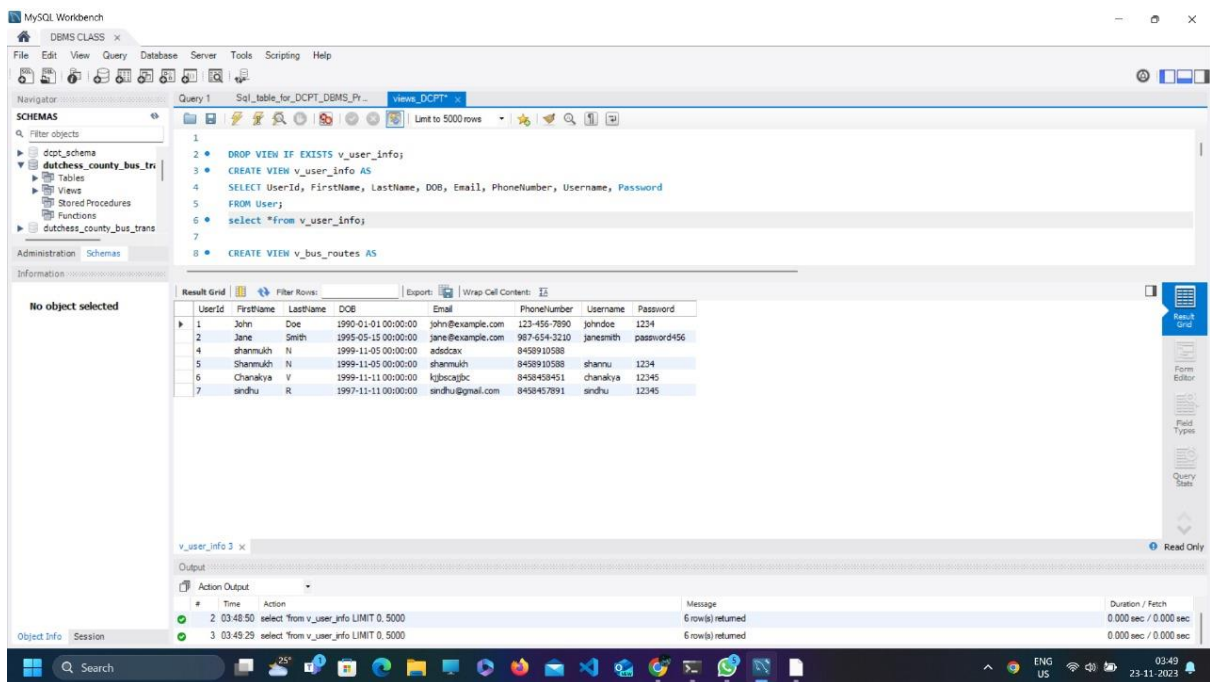 MySQL Workbench
DBMS CLASS ×
File Edit View Query Database Server Tools Scripting Help
Navigator
Query 1 Sql_table_for_DCPT_DBMS_Pr... views_DCPT* ×
SCHEMAS
Filter objects
dcpt_schema
dutchess_county_bus_tra
Tables
Views
Stored Procedures
Functions
dutchess_county_bus_trans
Administration Schemas
Information
No object selected
Limit to 5000 rows
1
2 DROP VIEW IF EXISTS v_user_info;
3 CREATE VIEW v_user_info AS
4 SELECT UserId, FirstName, LastName, DOB, Email, PhoneNumber, Username, Password
5 FROM User;
6 select *from v_user_info;
7
8 CREATE VIEW v_bus_routes AS
Result Grid Filter Rows: Export: Wrap Cell Content:
UserId FirstName LastName DOB Email PhoneNumber Username Password
1 John Doe 1990-01-01 00:00:00 john@example.com 123-456-7890 johndoe 1234
2 Jane Smith 1995-05-15 00:00:00 jane@example.com 987-654-3210 janesmith password456
4 shanmukh N 1999-11-05 00:00:00 adsdcax 8458910588
5 Shanmukh N 1999-11-05 00:00:00 shanmukh 8458910588 shannu 1234
6 Chanakya V 1999-11-11 00:00:00 8458458451 chanakya 12345
7 sindhu R 1997-11-11 00:00:00 sindhu@gmail.com 8458457891 sindhu 12345
Result Grid
Form Editor
Field Types
Query Stats
v_user_info 3 ×
Read Only
Output
Action Output
# Time Action Message Duration / Fetch
2 03:48:50 select *from v_user_info LIMIT 0, 5000 6 row(s) returned 0.000 sec / 0.000 sec
3 03:49:29 select *from v_user_info LIMIT 0, 5000 6 row(s) returned 0.000 sec / 0.000 sec
Object Info Session
Search
25°
ENG US
03:49
23-11-2023